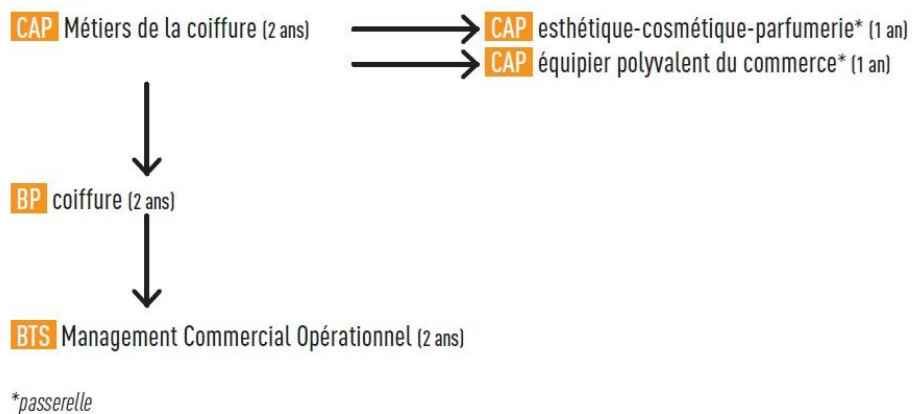 CAP Métiers de la coiffure (2 ans)
CAP esthétique-cosmétique-parfumerie* (1 an)
CAP équipier polyvalent du commerce* (1 an)
BP coiffure (2 ans)
BTS Management Commercial Opérationnel (2 ans)
*passerelle